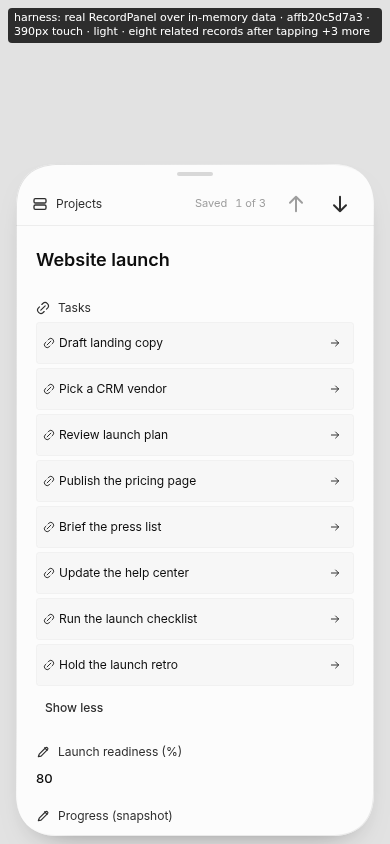 harness: real RecordPanel over in-memory data · affb20c5d7a3 ·
390px touch · light · eight related records after tapping +3 more
Projects
Saved 1 of 3
Website launch
Tasks
Draft landing copy
Pick a CRM vendor
Review launch plan
Publish the pricing page
Brief the press list
Update the help center
Run the launch checklist
Hold the launch retro
Show less
Launch readiness (%)
80
Progress (snapshot)